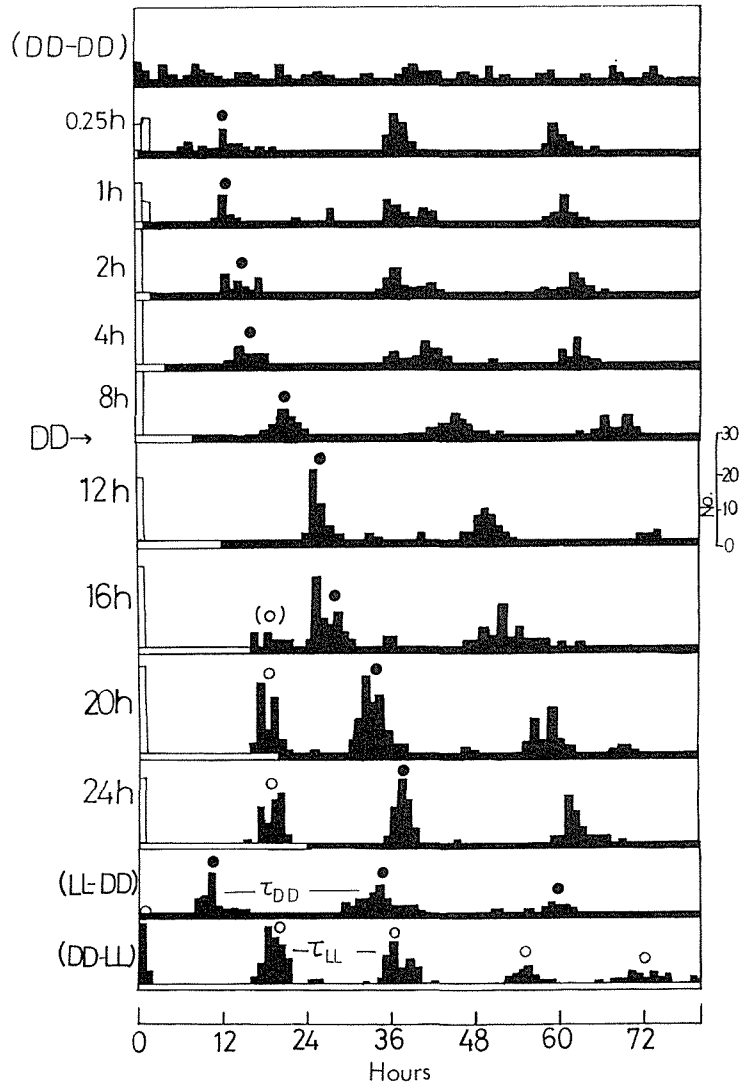 (DD-DD)
0.25h
1h
2h
4h
8h
DD→
30
20
10
0
No.
12h
16h
(o)
20h
24h
(LL-DD)
τDD
(DD-LL)
τLL
0 12 24 36 48 60 72
Hours